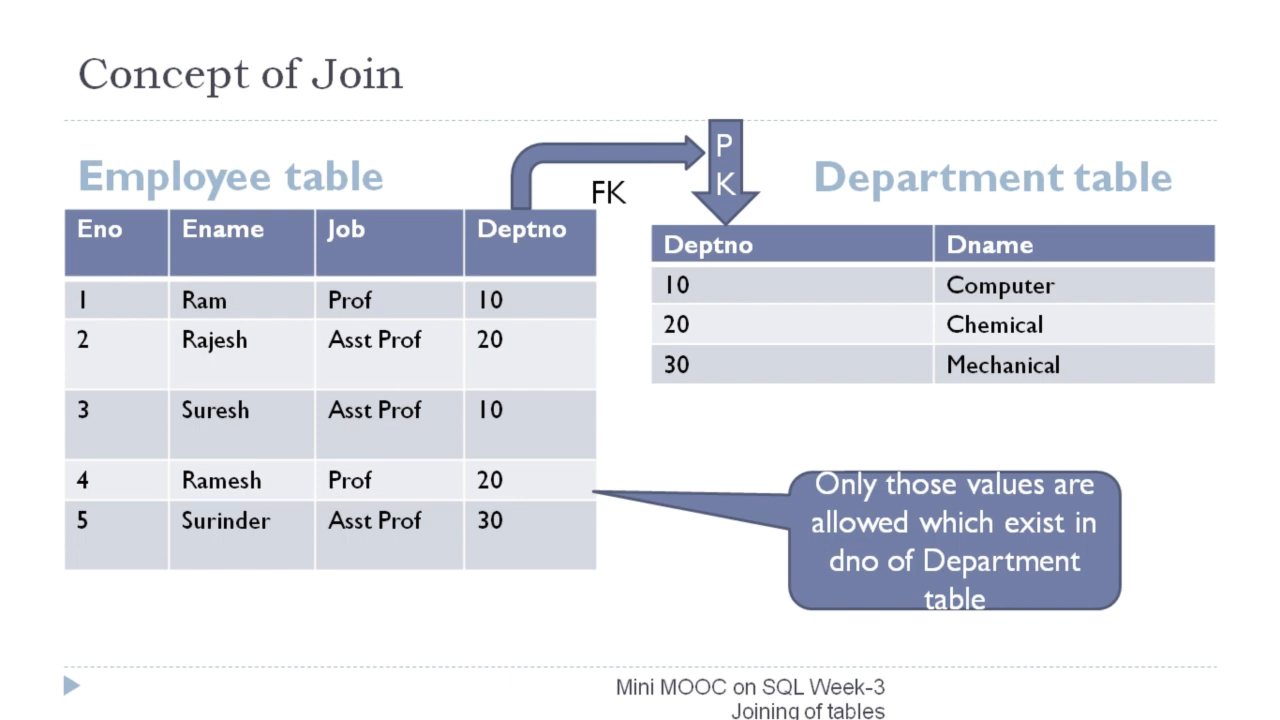 Concept of Join
Employee table
FK
P
K
Department table
Eno Ename Job Deptno
1 Ram Prof 10
2 Rajesh Asst Prof 20
3 Suresh Asst Prof 10
4 Ramesh Prof 20
5 Surinder Asst Prof 30
Deptno Dname
10 Computer
20 Chemical
30 Mechanical
Only those values are
allowed which exist in
dno of Department
table
Mini MOOC on SQL Week-3
Joining of tables